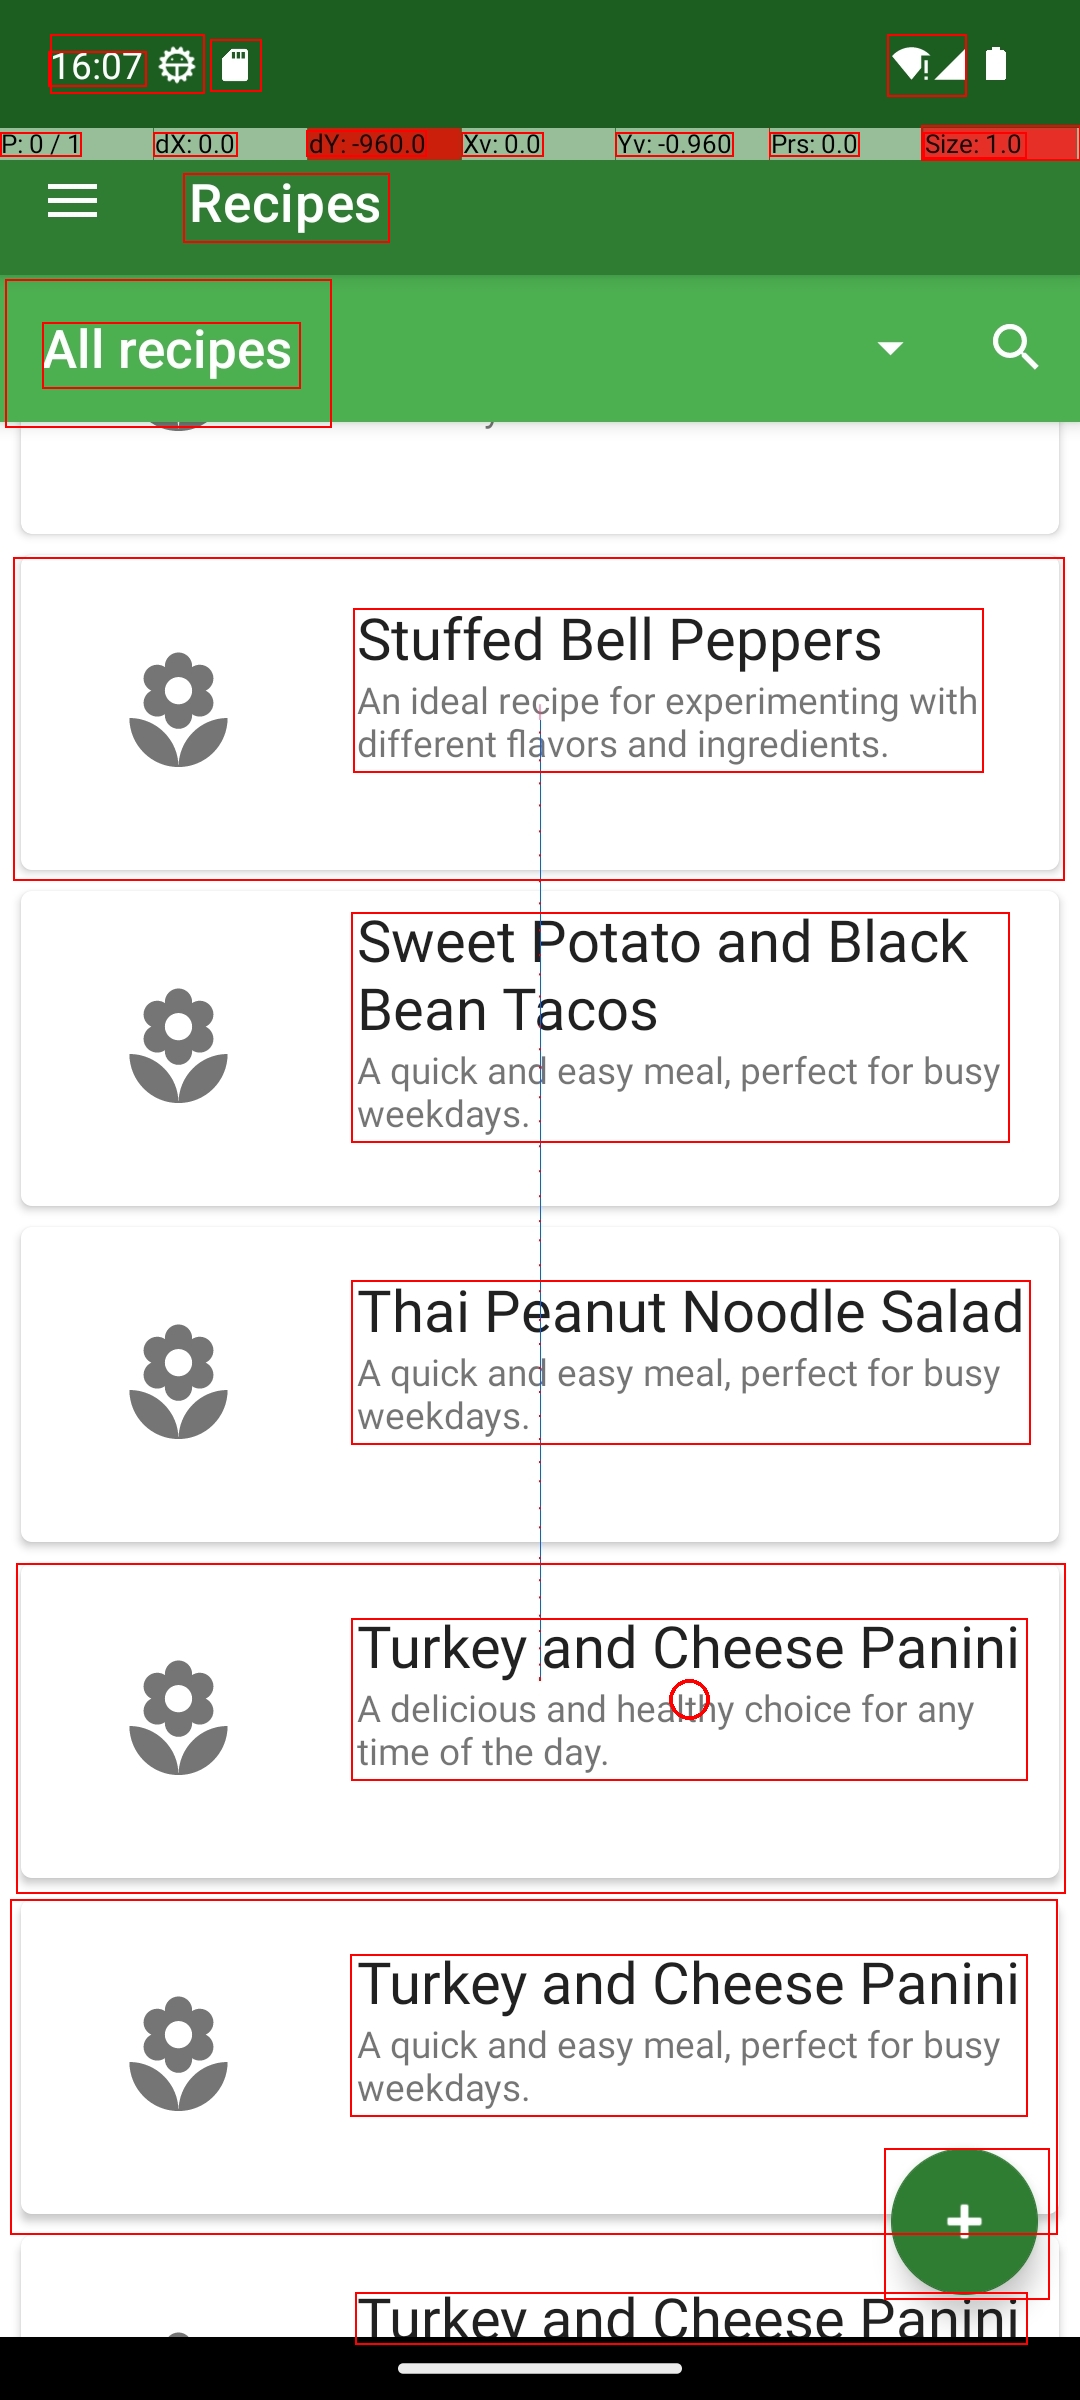 16:07
P: 0 / 1
dX: 0.0
dY: -960.0
Xv: 0.0
Yv: -0.960
Prs: 0.0
Size: 1.0
Recipes
All recipes
Stuffed Bell Peppers
An ideal recipe for experimenting with
different flavors and ingredients.
Sweet Potato and Black
Bean Tacos
A quick and easy meal, perfect for busy
weekdays.
Thai Peanut Noodle Salad
A quick and easy meal, perfect for busy
weekdays.
Turkey and Cheese Panini
A delicious and healthy choice for any
time of the day.
Turkey and Cheese Panini
A quick and easy meal, perfect for busy
weekdays.
Turkey and Cheese Panini